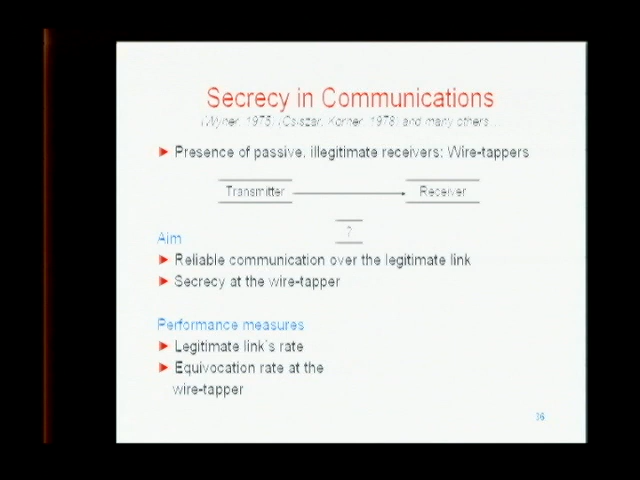 Secrecy in Communications
(Wyner, 1975) (Csiszar, Korner, 1978) and many others...
Presence of passive, illegitimate receivers: Wire-tappers
Transmitter
Receiver
?
Aim
Reliable communication over the legitimate link
Secrecy at the wire-tapper
Performance measures
Legitimate link's rate
Equivocation rate at the
wire-tapper
36